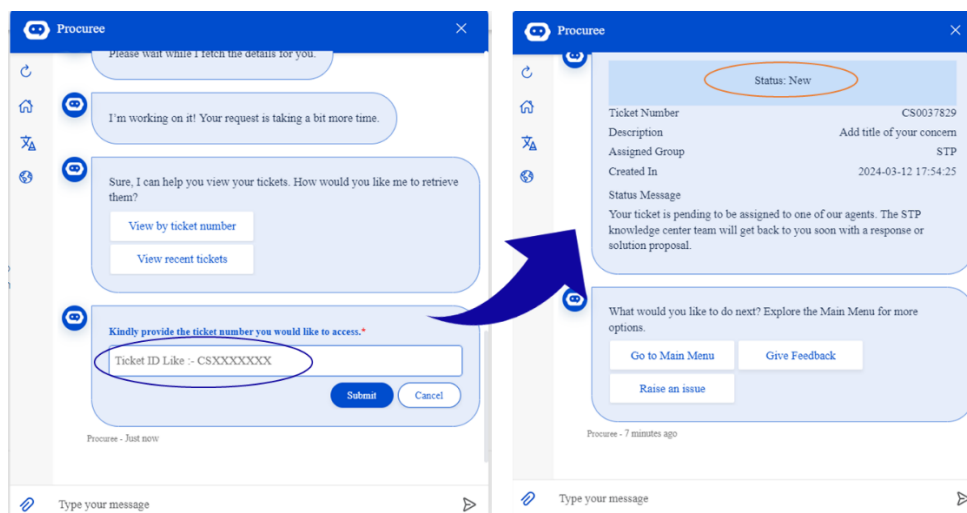 Procuree
Please wait while I fetch the details for you.
I'm working on it! Your request is taking a bit more time.
Sure, I can help you view your tickets. How would you like me to retrieve
them?
View by ticket number
View recent tickets
Kindly provide the ticket number you would like to access.*
Ticket ID Like :- CSXXXXXXX
Submit
Cancel
Procuree - Just now
Type your message
Procuree
Status: New
Ticket Number CS0037829
Description Add title of your concern
Assigned Group STP
Created In 2024-03-12 17:54:25
Status Message
Your ticket is pending to be assigned to one of our agents. The STP
knowledge center team will get back to you soon with a response or
solution proposal.
What would you like to do next? Explore the Main Menu for more
options.
Go to Main Menu
Give Feedback
Raise an issue
Procuree - 7 minutes ago
Type your message